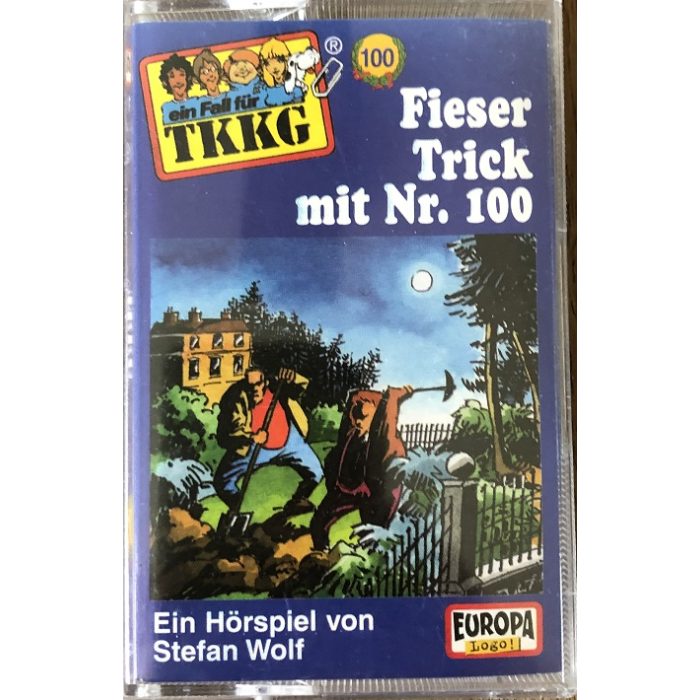 ein Fall für
TKKG
®
100
Fieser
Trick
mit Nr. 100
Ein Hörspiel von
Stefan Wolf
EUROPA
Logo!